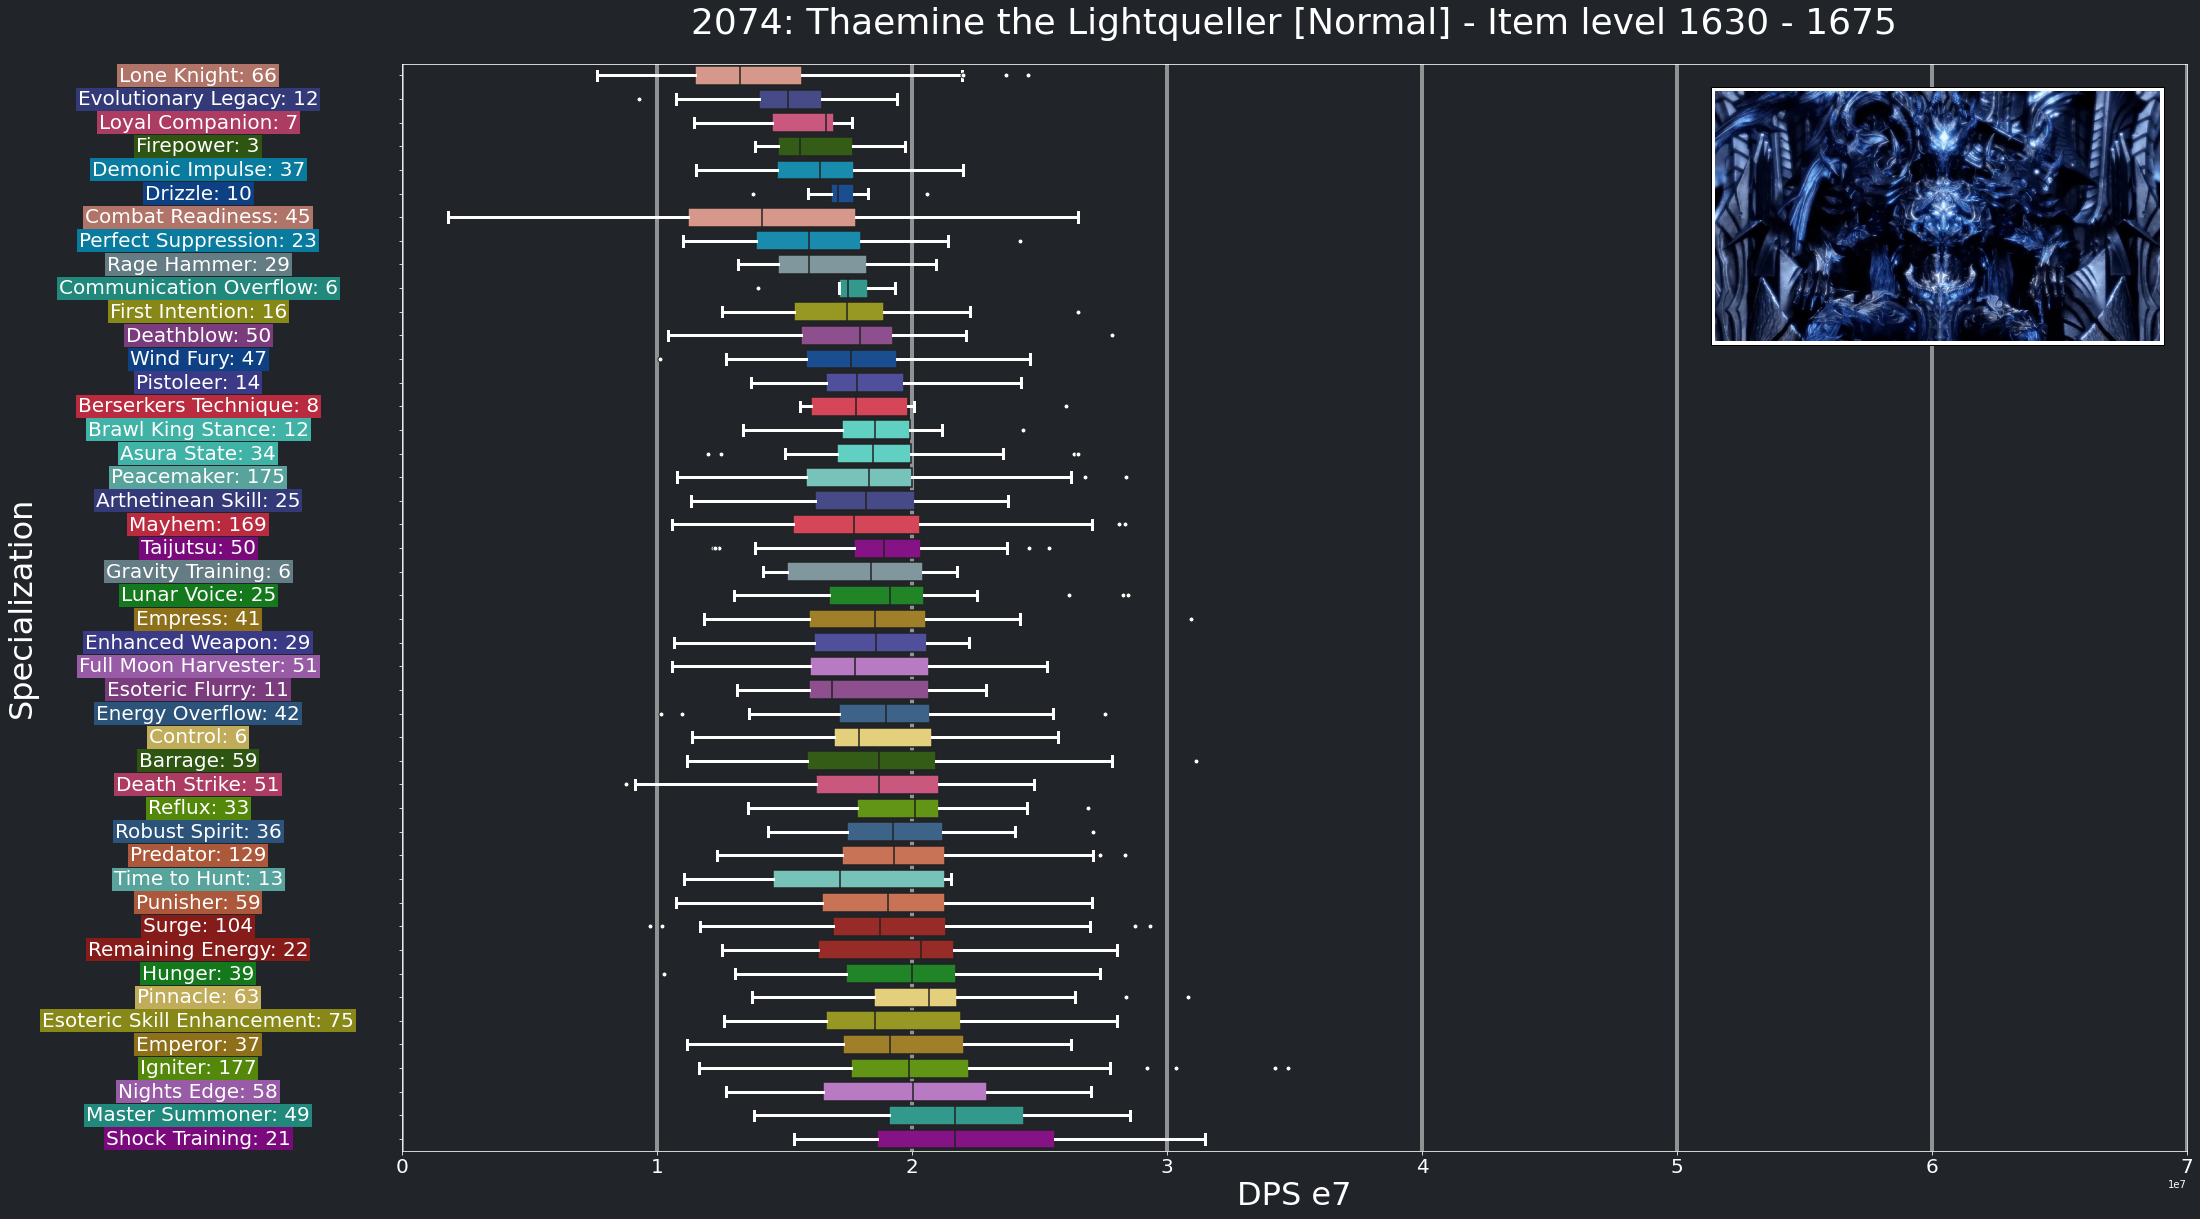 2074: Thaemine the Lightqueller [Normal] - Item level 1630 - 1675
Specialization
Lone Knight: 66
Evolutionary Legacy: 12
Loyal Companion: 7
Firepower: 3
Demonic Impulse: 37
Drizzle: 10
Combat Readiness: 45
Perfect Suppression: 23
Rage Hammer: 29
Communication Overflow: 6
First Intention: 16
Deathblow: 50
Wind Fury: 47
Pistoleer: 14
Berserkers Technique: 8
Brawl King Stance: 12
Asura State: 34
Peacemaker: 175
Arthetinean Skill: 25
Mayhem: 169
Taijutsu: 50
Gravity Training: 6
Lunar Voice: 25
Empress: 41
Enhanced Weapon: 29
Full Moon Harvester: 51
Esoteric Flurry: 11
Energy Overflow: 42
Control: 6
Barrage: 59
Death Strike: 51
Reflux: 33
Robust Spirit: 36
Predator: 129
Time to Hunt: 13
Punisher: 59
Surge: 104
Remaining Energy: 22
Hunger: 39
Pinnacle: 63
Esoteric Skill Enhancement: 75
Emperor: 37
Igniter: 177
Nights Edge: 58
Master Summoner: 49
Shock Training: 21
0 1 2 3 4 5 6 7
1e7
DPS e7